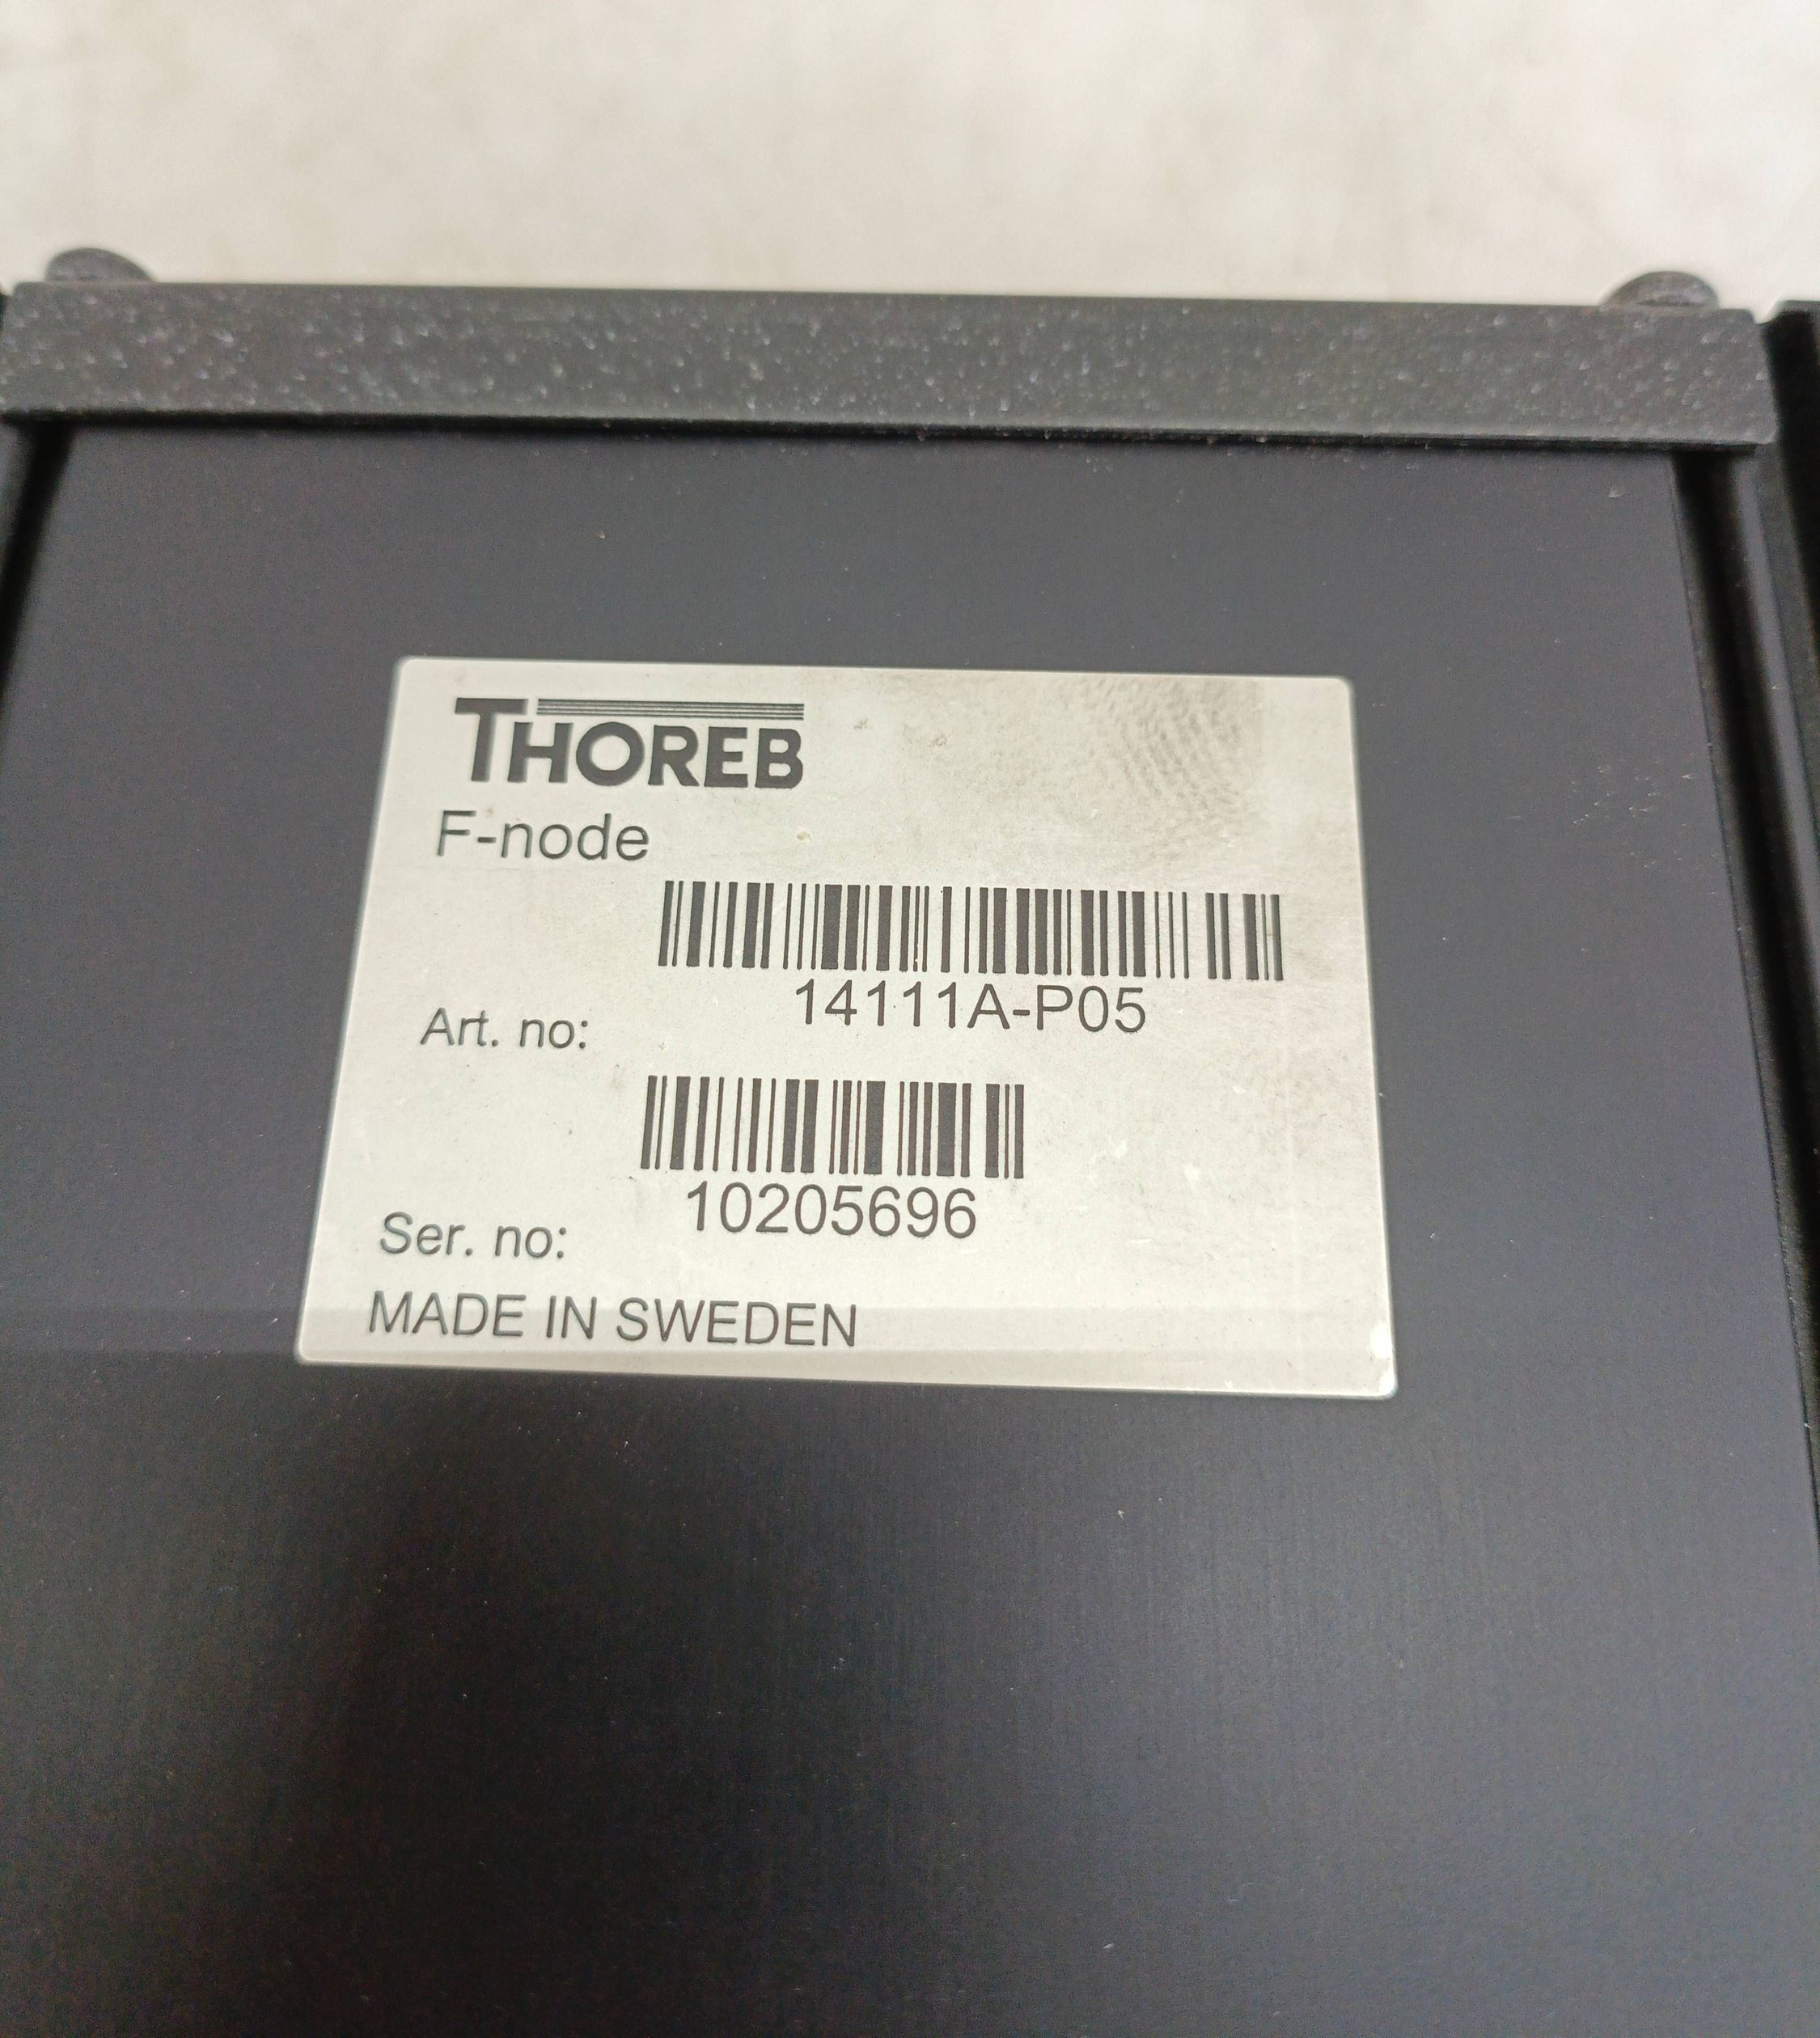 THOREB
F-node
14111A-P05
Art. no:
10205696
Ser. no:
MADE IN SWEDEN